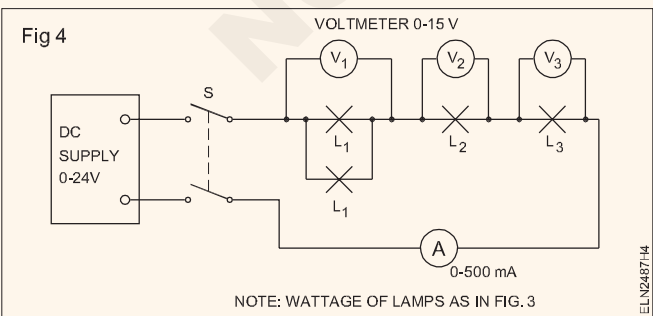 Fig 4
VOLTMETER 0-15 V
V1
V2
V3
S
DC
SUPPLY
0-24V
L1
L2
L3
L1
A
0-500 mA
NOTE: WATTAGE OF LAMPS AS IN FIG. 3
ELN2487H4